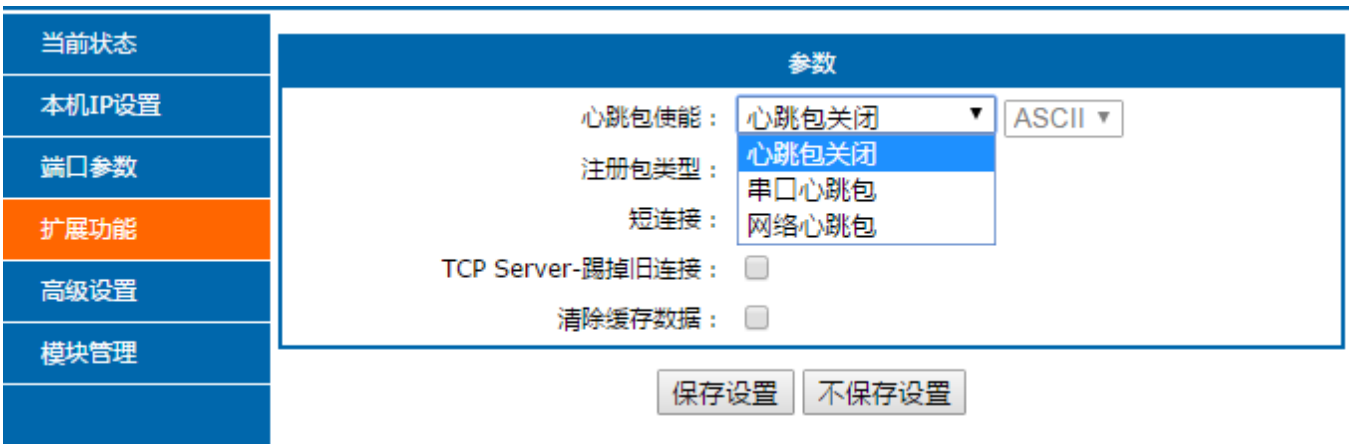 当前状态
本机IP设置
端口参数
扩展功能
高级设置
模块管理
参数
心跳包使能： 心跳包关闭 ▼ ASCII ▼
心跳包关闭
注册包类型：
串口心跳包
短连接：
网络心跳包
TCP Server-踢掉旧连接：
清除缓存数据：
保存设置 不保存设置